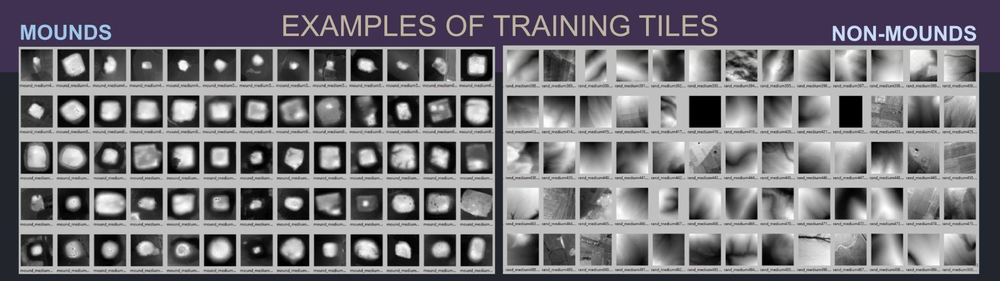 MOUNDS
EXAMPLES OF TRAINING TILES
NON-MOUNDS
mound_medium4... mound_medium4... mound_medium4... mound_medium4... mound_medium4... mound_medium5... mound_medium5... mound_medium5... mound_medium5... mound_medium5... mound_medium5... mound_medium6... mound_medium6...
mound_medium8... mound_medium8... mound_medium8... mound_medium8... mound_medium8... mound_medium8... mound_medium9... mound_medium9... mound_medium9... mound_medium9... mound_medium9... mound_medium9... mound_medium9...
mound_medium... mound_medium... mound_medium... mound_medium... mound_medium... mound_medium... mound_medium... mound_medium... mound_medium... mound_medium... mound_medium... mound_medium... mound_medium...
mound_medium... mound_medium... mound_medium... mound_medium... mound_medium... mound_medium... mound_medium... mound_medium... mound_medium... mound_medium... mound_medium... mound_medium... mound_medium...
mound_medium... mound_medium... mound_medium... mound_medium... mound_medium... mound_medium... mound_medium... mound_medium... mound_medium... mound_medium... mound_medium... mound_medium... mound_medium...
rand_medium388.... rand_medium389.... rand_medium390.... rand_medium391.... rand_medium392.... rand_medium393.... rand_medium394.... rand_medium395.... rand_medium396.... rand_medium397.... rand_medium398.... rand_medium399.... rand_medium400....
rand_medium413.... rand_medium414.... rand_medium415.... rand_medium416.... rand_medium417.... rand_medium418.... rand_medium419.... rand_medium420.... rand_medium421.... rand_medium422.... rand_medium423.... rand_medium424.... rand_medium425....
rand_medium438.... rand_medium439.... rand_medium440.... rand_medium441.... rand_medium442.... rand_medium443.... rand_medium444.... rand_medium445.... rand_medium446.... rand_medium447.... rand_medium448.... rand_medium449.... rand_medium450....
rand_medium463.... rand_medium464.... rand_medium465.... rand_medium466.... rand_medium467.... rand_medium468.... rand_medium469.... rand_medium470.... rand_medium471.... rand_medium472.... rand_medium473.... rand_medium474.... rand_medium475....
rand_medium488.... rand_medium489.... rand_medium490.... rand_medium491.... rand_medium492.... rand_medium493.... rand_medium494.... rand_medium495.... rand_medium496.... rand_medium497.... rand_medium498.... rand_medium499.... rand_medium500....